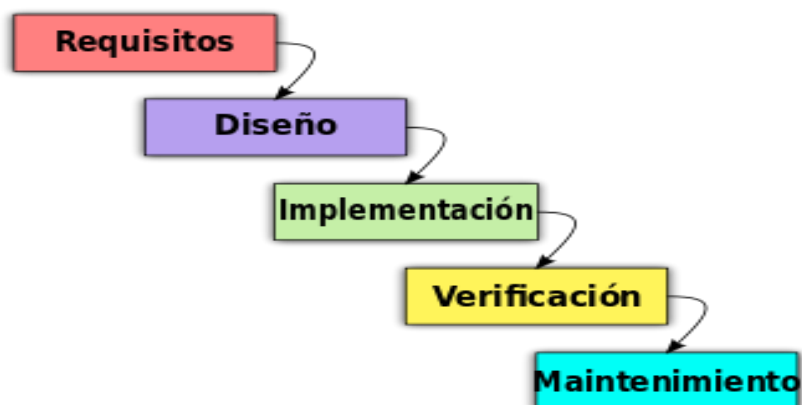 Requisitos
Diseño
Implementación
Verificación
Maintenimiento